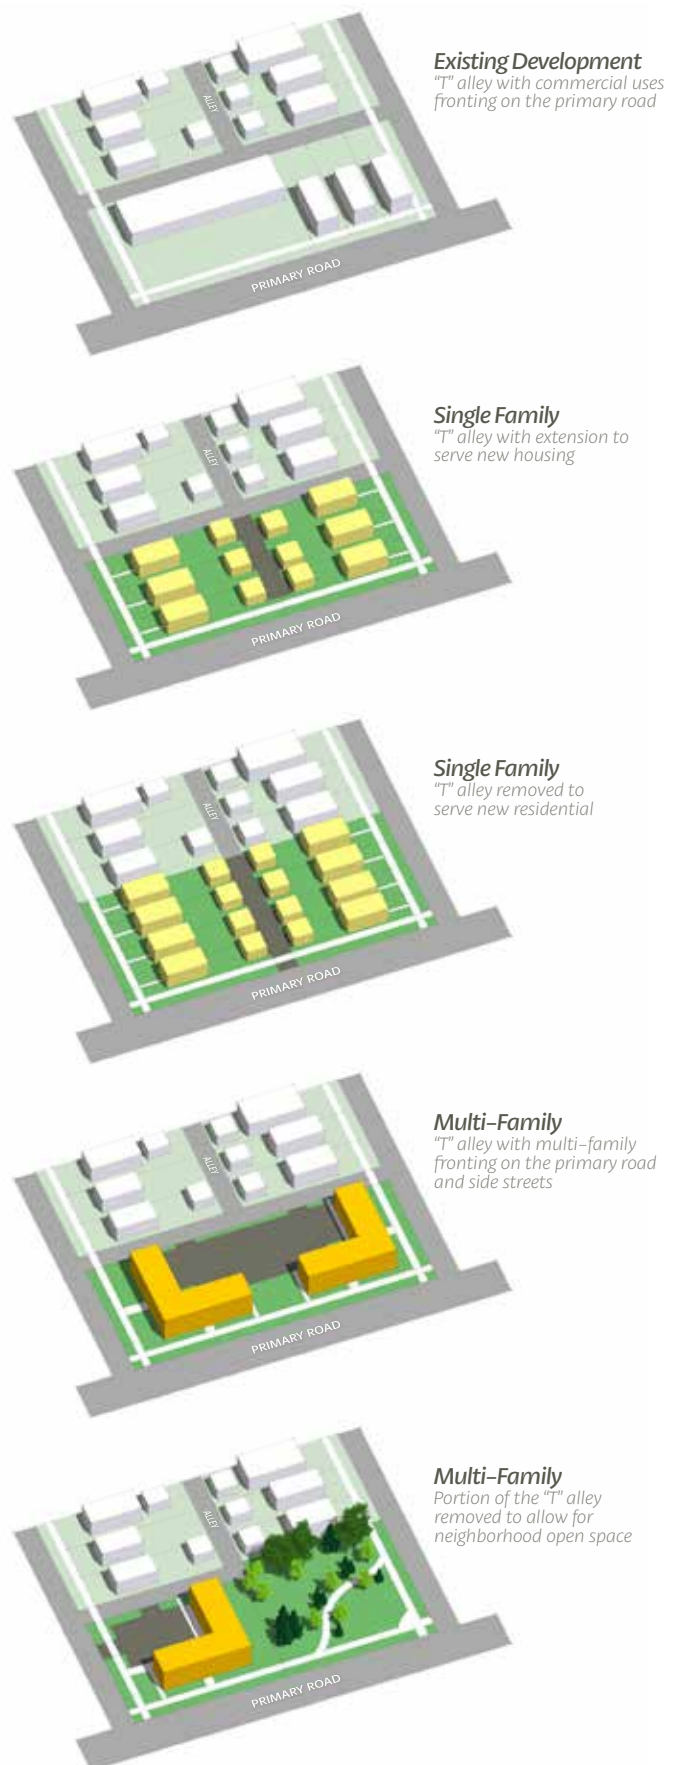 Existing Development
“T” alley with commercial uses
fronting on the primary road
ALLEY
PRIMARY ROAD
Single Family
“T” alley with extension to
serve new housing
ALLEY
PRIMARY ROAD
Single Family
“T” alley removed to
serve new residential
ALLEY
PRIMARY ROAD
Multi-Family
“T” alley with multi-family
fronting on the primary road
and side streets
ALLEY
PRIMARY ROAD
Multi-Family
Portion of the “T” alley
removed to allow for
neighborhood open space
ALLEY
PRIMARY ROAD